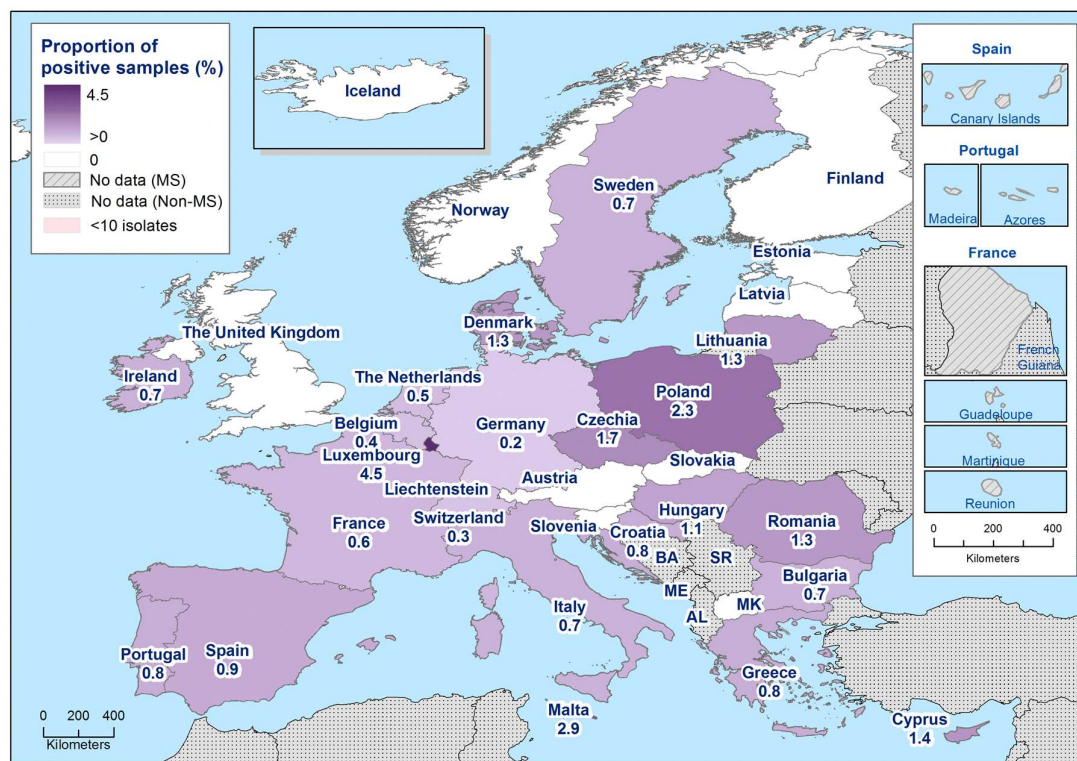 Proportion of
positive samples (%)
4.5
>0
0
No data (MS)
No data (Non-MS)
<10 isolates
Iceland
Norway
Sweden
0.7
Finland
Estonia
Latvia
Lithuania
1.3
Denmark
1.3
The United Kingdom
Ireland
0.7
The Netherlands
0.5
Belgium
0.4
Luxembourg
4.5
Germany
0.2
Poland
2.3
Czechia
1.7
Slovakia
Austria
Liechtenstein
Switzerland
0.3
France
0.6
Slovenia
Hungary
1.1
Croatia
0.8
Romania
1.3
BA
SR
ME
AL
MK
Bulgaria
0.7
Italy
0.7
Portugal
0.8
Spain
0.9
Greece
0.8
Malta
2.9
Cyprus
1.4
0 200 400
Kilometers
Spain
Canary Islands
Portugal
Madeira
Azores
France
French
Guiana
Guadeloupe
Martinique
Reunion
0 200 400
Kilometers